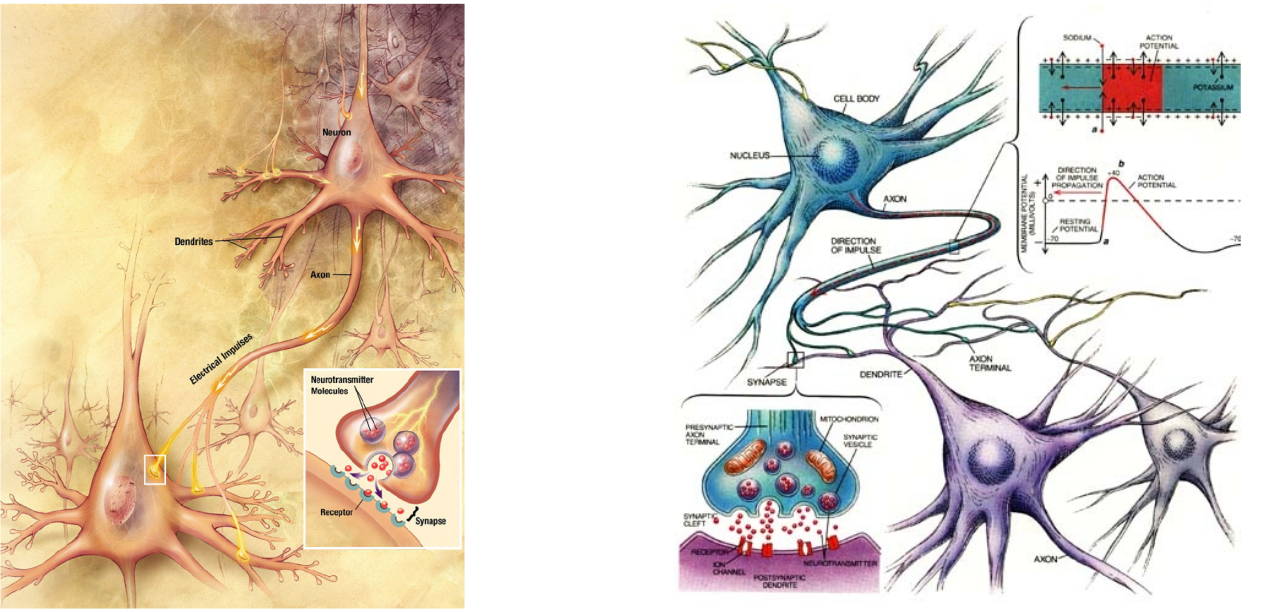 Neuron
Dendrites
Axon
Electrical Impulses
Neurotransmitter
Molecules
Receptor
Synapse
SODIUM
ACTION
POTENTIAL
POTASSIUM
a
CELL BODY
NUCLEUS
AXON
DIRECTION
OF IMPULSE
MEMBRANE POTENTIAL
(MILLIVOLTS)
+
0
−
DIRECTION
OF IMPULSE
PROPAGATION
b
+40
ACTION
POTENTIAL
RESTING
POTENTIAL
-70
a
-70
SYNAPSE
DENDRITE
AXON
TERMINAL
PRESYNAPTIC
AXON
TERMINAL
MITOCHONDRION
SYNAPTIC
VESICLE
SYNAPTIC
CLEFT
RECEPTOR
ION
CHANNEL
NEUROTRANSMITTER
POSTSYNAPTIC
DENDRITE
AXON